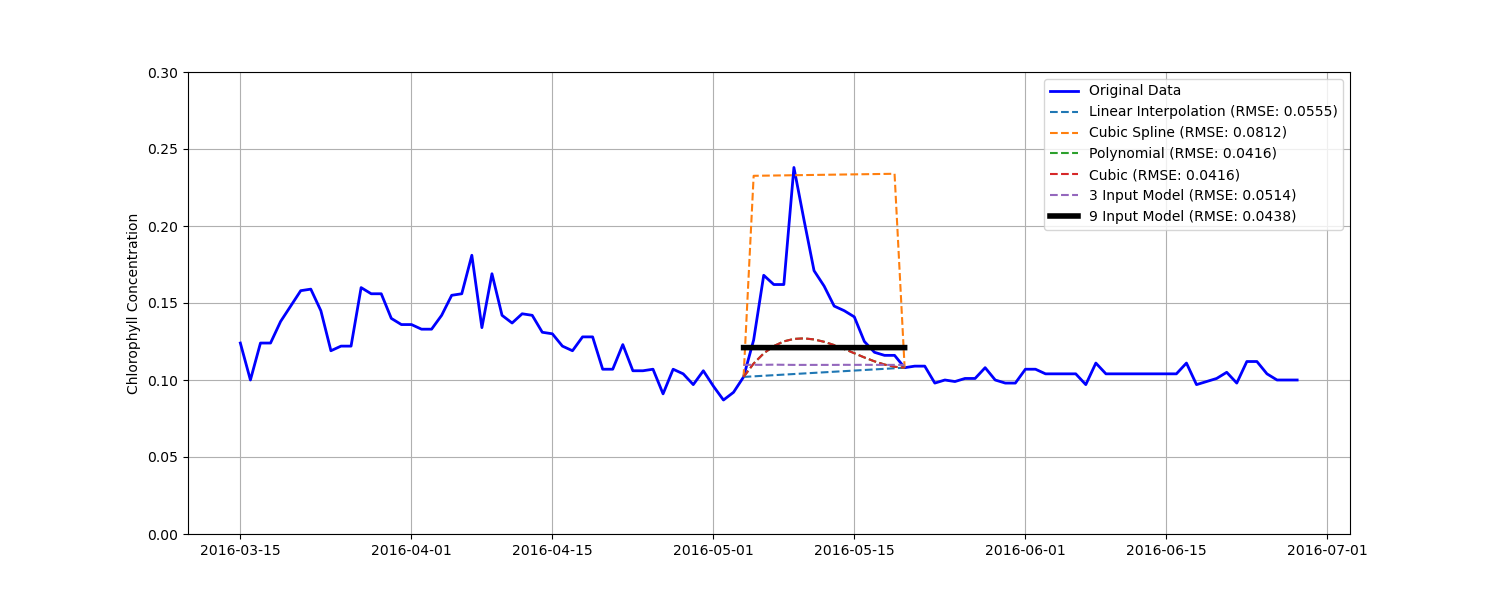 0.30
0.25
0.20
0.15
0.10
0.05
0.00
Chlorophyll Concentration
2016-03-15 2016-04-01 2016-04-15 2016-05-01 2016-05-15 2016-06-01 2016-06-15 2016-07-01
Original Data
Linear Interpolation (RMSE: 0.0555)
Cubic Spline (RMSE: 0.0812)
Polynomial (RMSE: 0.0416)
Cubic (RMSE: 0.0416)
3 Input Model (RMSE: 0.0514)
9 Input Model (RMSE: 0.0438)